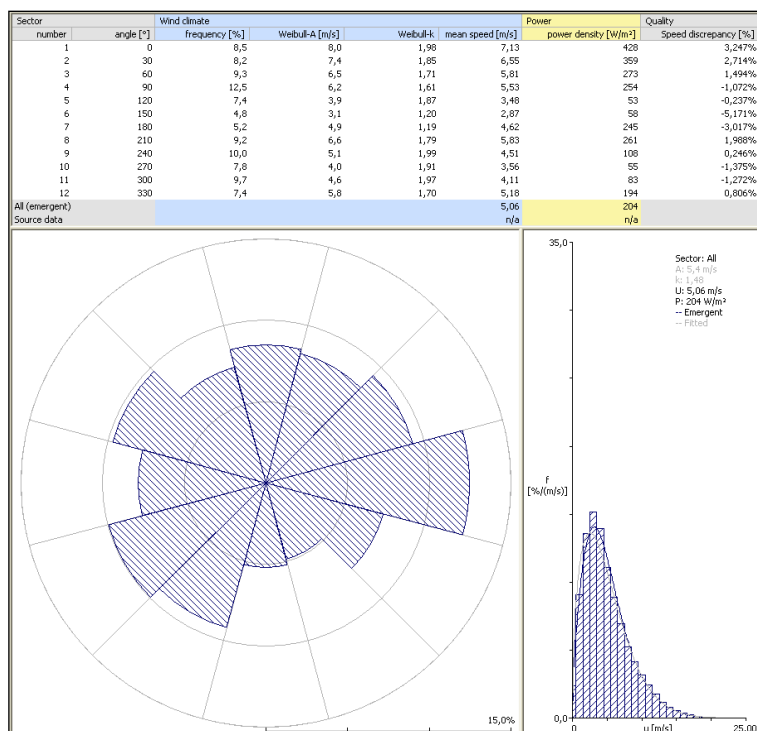 Sector Wind climate Power Quality
number angle [°] frequency [%] Weibull-A [m/s] Weibull-k mean speed [m/s] power density [W/m²] Speed discrepancy [%]
1 0 8,5 8,0 1,98 7,13 428 3,247%
2 30 8,2 7,4 1,85 6,55 359 2,714%
3 60 9,3 6,5 1,71 5,81 273 1,494%
4 90 12,5 6,2 1,61 5,53 254 -1,072%
5 120 7,4 3,9 1,87 3,48 53 -0,237%
6 150 4,8 3,1 1,20 2,87 58 -5,171%
7 180 5,2 4,9 1,19 4,62 245 -3,017%
8 210 9,2 6,6 1,79 5,83 261 1,988%
9 240 10,0 5,1 1,99 4,51 108 0,246%
10 270 7,8 4,0 1,91 3,56 55 -1,375%
11 300 9,7 4,6 1,97 4,11 83 -1,272%
12 330 7,4 5,8 1,70 5,18 194 0,806%
All (emergent) 5,06 204
Source data n/a n/a
15,0%
35,0
Sector: All
A: 5,4 m/s
k: 1,48
U: 5,06 m/s
P: 204 W/m²
-- Emergent
-- Fitted
f
[%/(m/s)]
0,0
0,00
u [m/s]
25,00